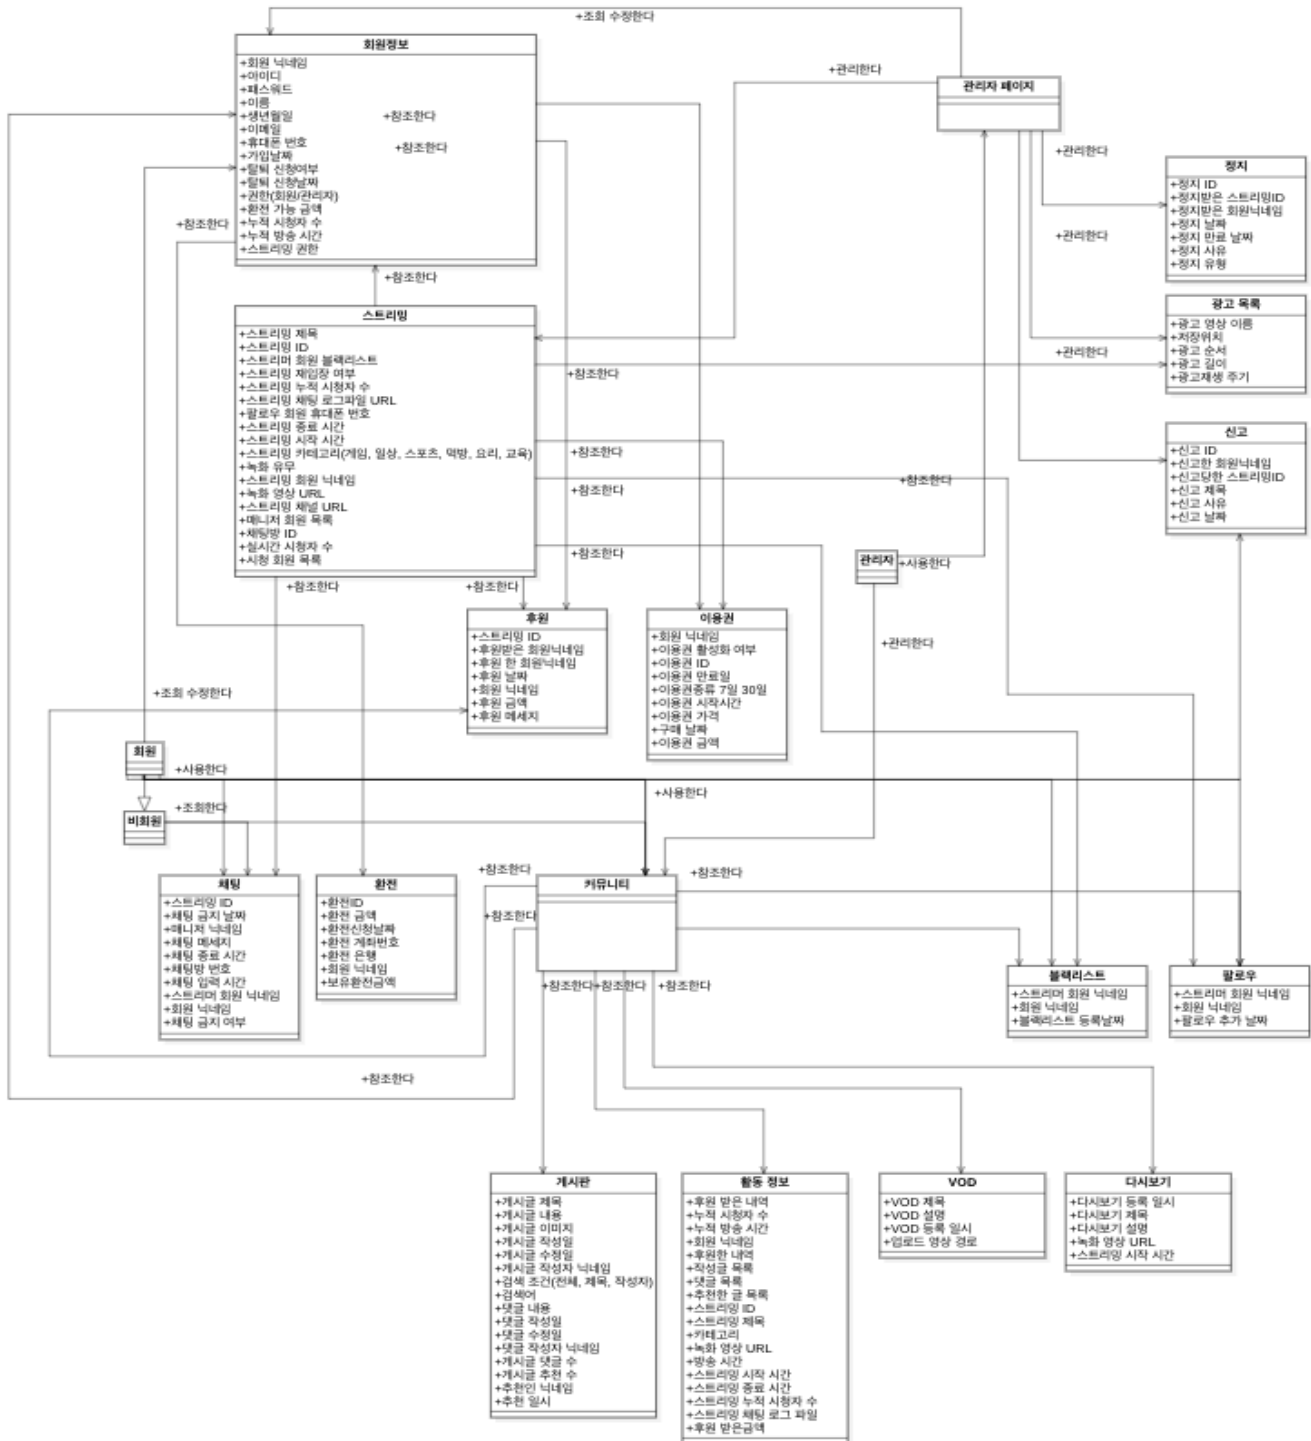 +조회 수정한다
회원정보
+회원 닉네임
+아이디
+패스워드
+이름
+생년월일
+이메일
+휴대폰 번호
+가입날짜
+탈퇴 신청여부
+탈퇴 신청날짜
+권한(회원/관리자)
+환전 가능 금액
+누적 시청자 수
+누적 방송 시간
+스트리밍 권한
+참조한다
+참조한다
+참조한다
+참조한다
+관리한다
관리자 페이지
+관리한다
+관리한다
+관리한다
정지
+정지 ID
+정지받은 스트리밍ID
+정지받은 회원닉네임
+정지 날짜
+정지 만료 날짜
+정지 사유
+정지 유형
광고 목록
+광고 영상 이름
+저장위치
+광고 순서
+광고 길이
+광고재생 주기
신고
+신고 ID
+신고한 회원닉네임
+신고당한 스트리밍ID
+신고 제목
+신고 사유
+신고 날짜
스트리밍
+스트리밍 제목
+스트리밍 ID
+스트리머 회원 블랙리스트
+스트리밍 재입장 여부
+스트리밍 누적 시청자 수
+스트리밍 채팅 로그파일 URL
+팔로우 회원 휴대폰 번호
+스트리밍 종료 시간
+스트리밍 시작 시간
+스트리밍 카테고리(게임, 일상, 스포츠, 먹방, 요리, 교육)
+녹화 유무
+스트리밍 회원 닉네임
+녹화 영상 URL
+스트리밍 채널 URL
+매니저 회원 목록
+채팅방 ID
+실시간 시청자 수
+시청 회원 목록
+참조한다
+참조한다
+참조한다
+참조한다
+참조한다
+참조한다
+참조한다
관리자
+사용한다
+관리한다
후원
+스트리밍 ID
+후원받은 회원닉네임
+후원 한 회원닉네임
+후원 날짜
+회원 닉네임
+후원 금액
+후원 메세지
이용권
+회원 닉네임
+이용권 활성화 여부
+이용권 ID
+이용권 만료일
+이용권종류 7일 30일
+이용권 시작시간
+이용권 가격
+구매 날짜
+이용권 금액
+조회 수정한다
회원
+사용한다
+사용한다
비회원
+조회한다
채팅
+스트리밍 ID
+채팅 금지 날짜
+매니저 닉네임
+채팅 메세지
+채팅 종료 시간
+채팅방 번호
+채팅 입력 시간
+스트리머 회원 닉네임
+회원 닉네임
+채팅 금지 여부
환전
+환전ID
+환전 금액
+환전신청날짜
+환전 계좌번호
+환전 은행
+회원 닉네임
+보유환전금액
+참조한다
+참조한다
커뮤니티
+참조한다
+참조한다
+참조한다
+참조한다
+참조한다
블랙리스트
+스트리머 회원 닉네임
+회원 닉네임
+블랙리스트 등록날짜
팔로우
+스트리머 회원 닉네임
+회원 닉네임
+팔로우 추가 날짜
게시판
+게시글 제목
+게시글 내용
+게시글 이미지
+게시글 작성일
+게시글 수정일
+게시글 작성자 닉네임
+검색 조건(전체, 제목, 작성자)
+검색어
+댓글 내용
+댓글 작성일
+댓글 수정일
+댓글 작성자 닉네임
+게시글 댓글 수
+게시글 추천 수
+추천인 닉네임
+추천 일시
활동 정보
+후원 받은 내역
+누적 시청자 수
+누적 방송 시간
+회원 닉네임
+후원한 내역
+작성글 목록
+댓글 목록
+추천한 글 목록
+스트리밍 ID
+스트리밍 제목
+카테고리
+녹화 영상 URL
+방송 시간
+스트리밍 시작 시간
+스트리밍 종료 시간
+스트리밍 누적 시청자 수
+스트리밍 채팅 로그 파일
+후원 받은금액
VOD
+VOD 제목
+VOD 설명
+VOD 등록 일시
+업로드 영상 경로
다시보기
+다시보기 등록 일시
+다시보기 제목
+다시보기 설명
+녹화 영상 URL
+스트리밍 시작 시간